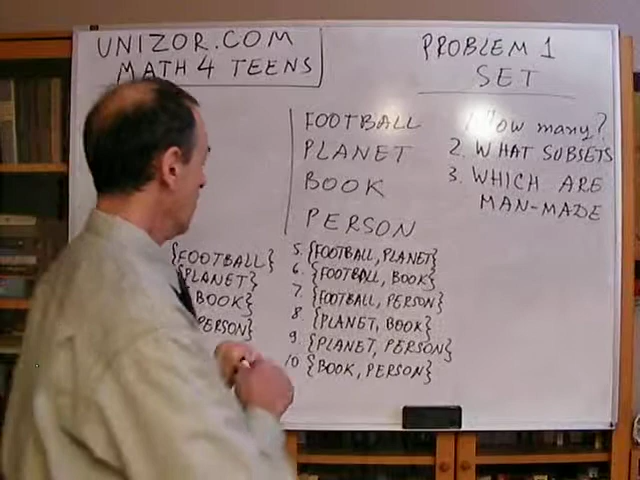 UNIZOR.COM
MATH 4 TEENS
PROBLEM 1
SET
FOOTBALL
PLANET
BOOK
PERSON
How many?
2. WHAT SUBSETS
3. WHICH ARE
MAN-MADE
{FOOTBALL}
{PLANET}
BOOK}
PERSON}
5. {FOOTBALL, PLANET}
6. {FOOTBALL, BOOK}
7. {FOOTBALL, PERSON}
8 {PLANET, BOOK}
9. {PLANET, PERSON}
10 {BOOK, PERSON}